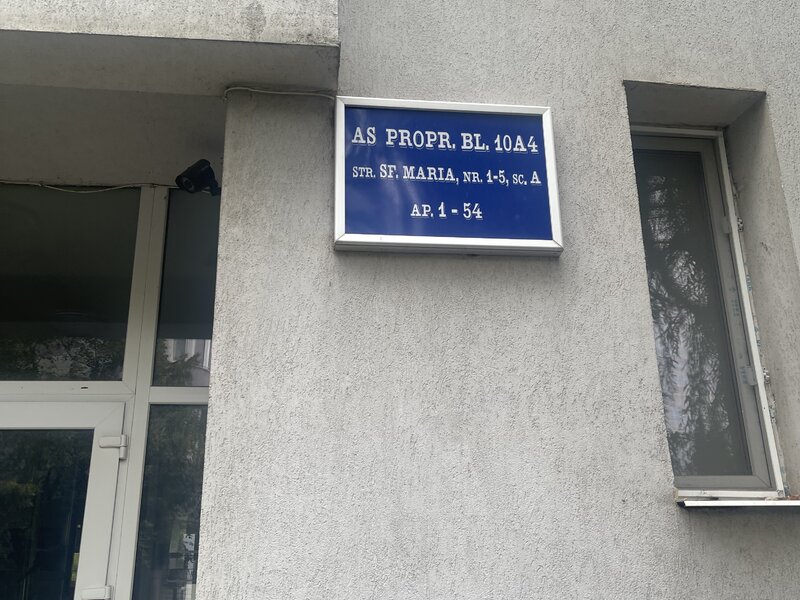 AS PROPR. BL. 10A4
STR. SF. MARIA, NR. 1-5, SC. A
AP. 1 - 54